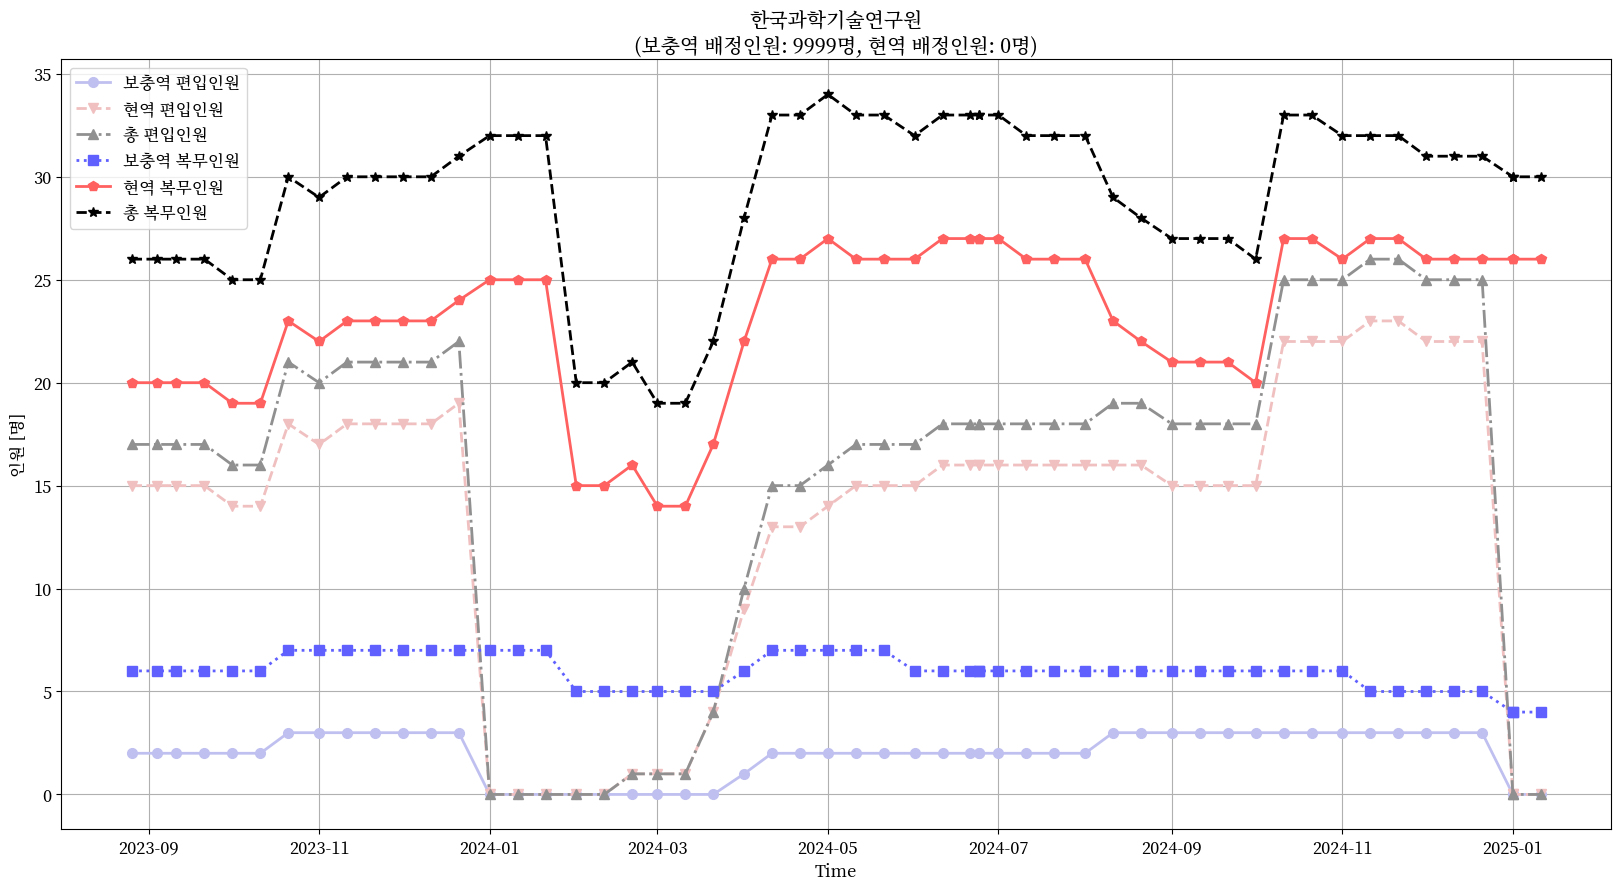 한국과학기술연구원
(보충역 배정인원: 9999명, 현역 배정인원: 0명)
보충역 편입인원
현역 편입인원
총 편입인원
보충역 복무인원
현역 복무인원
총 복무인원
인원 [명]
35
30
25
20
15
10
5
0
2023-09 2023-11 2024-01 2024-03 2024-05 2024-07 2024-09 2024-11 2025-01
Time